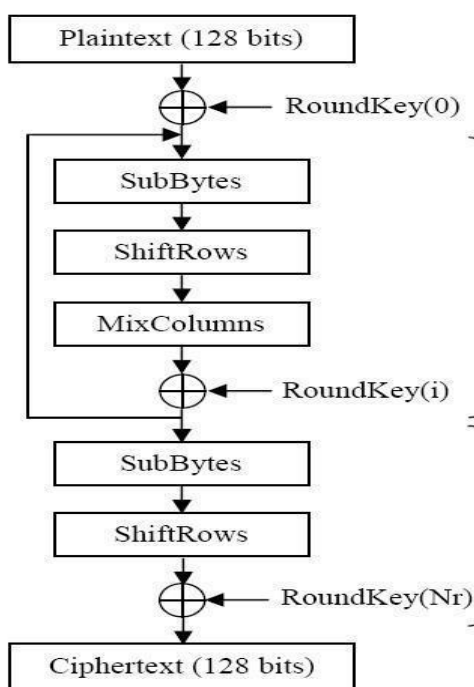 Plaintext (128 bits)
RoundKey(0)
SubBytes
ShiftRows
MixColumns
RoundKey(i)
SubBytes
ShiftRows
RoundKey(Nr)
Ciphertext (128 bits)